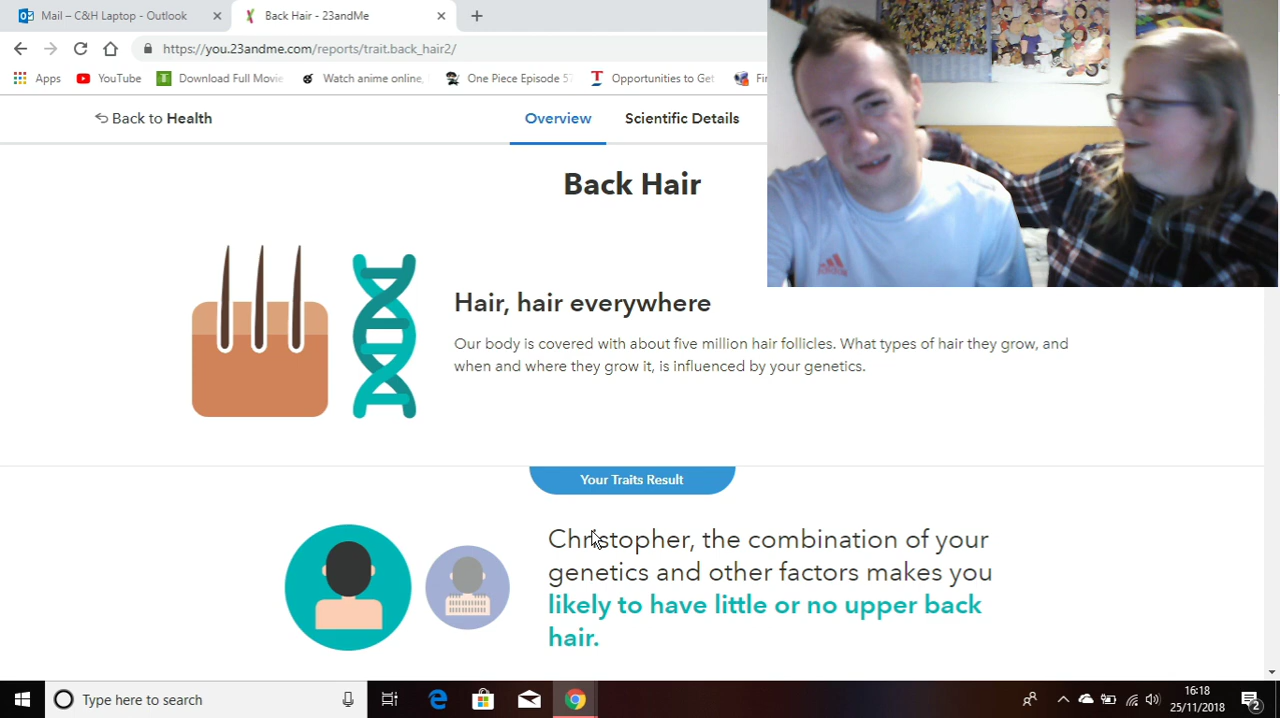 Mail – C&H Laptop - Outlook
Back Hair - 23andMe
https://you.23andme.com/reports/trait.back_hair2/
Apps
YouTube
Download Full Movie
Watch anime online,
One Piece Episode 57
Opportunities to Get
Back to Health
Overview
Scientific Details
Back Hair
Hair, hair everywhere
Our body is covered with about five million hair follicles. What types of hair they grow, and
when and where they grow it, is influenced by your genetics.
Your Traits Result
Christopher, the combination of your
genetics and other factors makes you
likely to have little or no upper back
hair.
Type here to search
16:18
25/11/2018
2